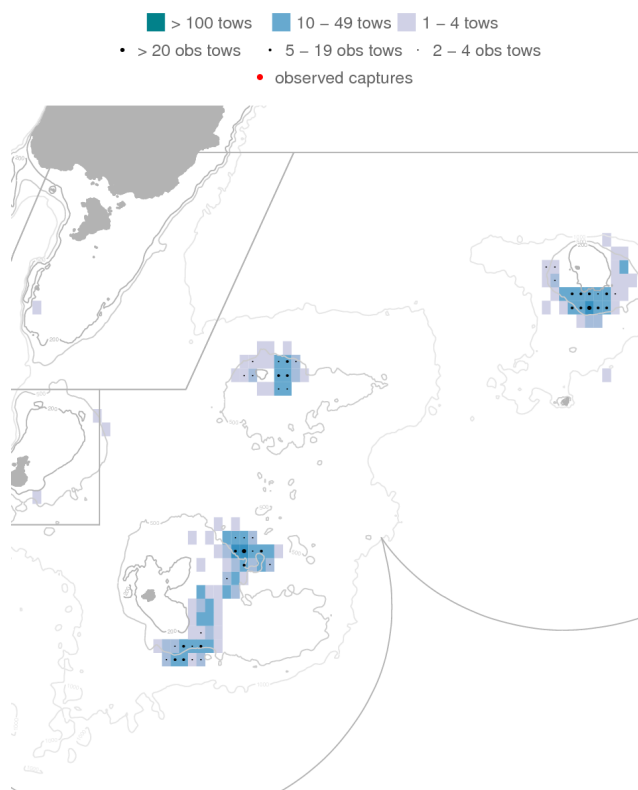 > 100 tows 10 − 49 tows 1 − 4 tows
> 20 obs tows 5 − 19 obs tows 2 − 4 obs tows
observed captures